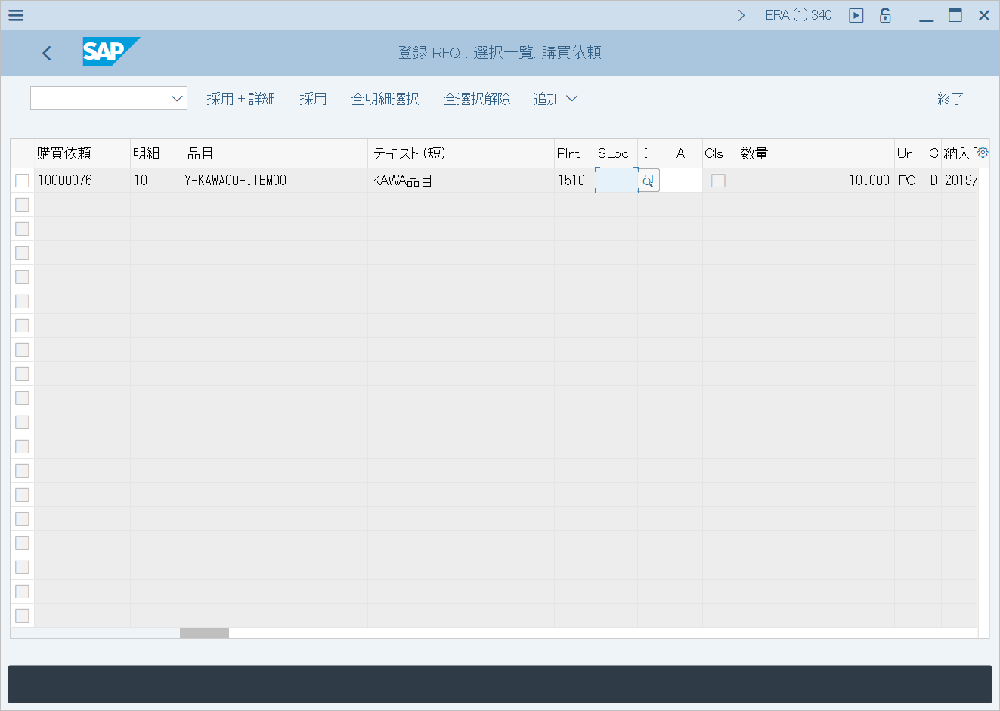 ERA (1) 340
SAP
登録 RFQ : 選択一覧: 購買依頼
採用 + 詳細 採用 全明細選択 全選択解除 追加 終了
購買依頼 明細 品目 テキスト (短) Plnt SLoc I A Cls 数量 Un C 納入
10000076 10 Y-KAWA00-ITEM00 KAWA品目 1510 10.000 PC D 2019/